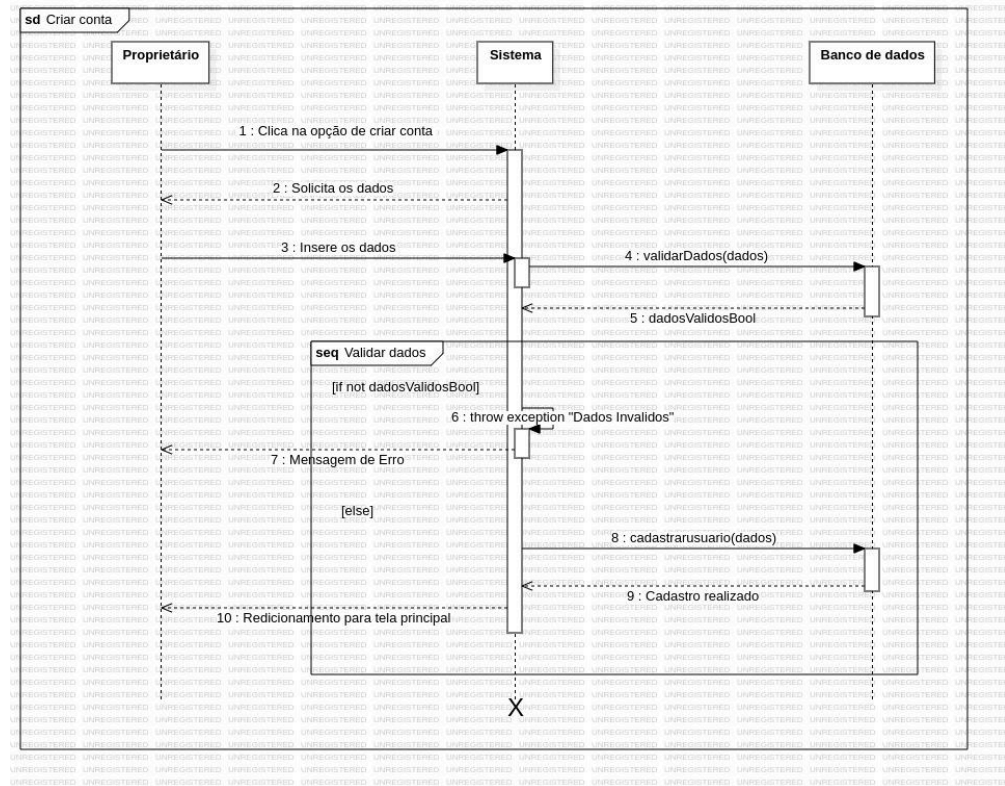 sd Criar conta
Proprietário
Sistema
Banco de dados
1 : Clica na opção de criar conta
2 : Solicita os dados
3 : Insere os dados
4 : validarDados(dados)
5 : dadosValidosBool
seq Validar dados
[if not dadosValidosBool]
6 : throw exception "Dados Invalidos"
7 : Mensagem de Erro
[else]
8 : cadastrarusuario(dados)
9 : Cadastro realizado
10 : Redicionamento para tela principal
X
UNREGISTERED